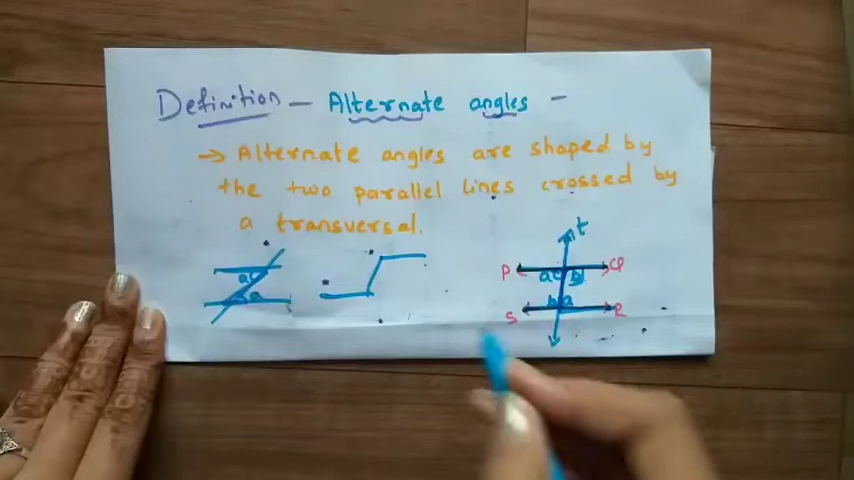 Definition — Alternate angles —
→ Alternate angles are shaped by
the two parallel lines crossed by
a transversal.
t
P Q
a a b
a b a
S R